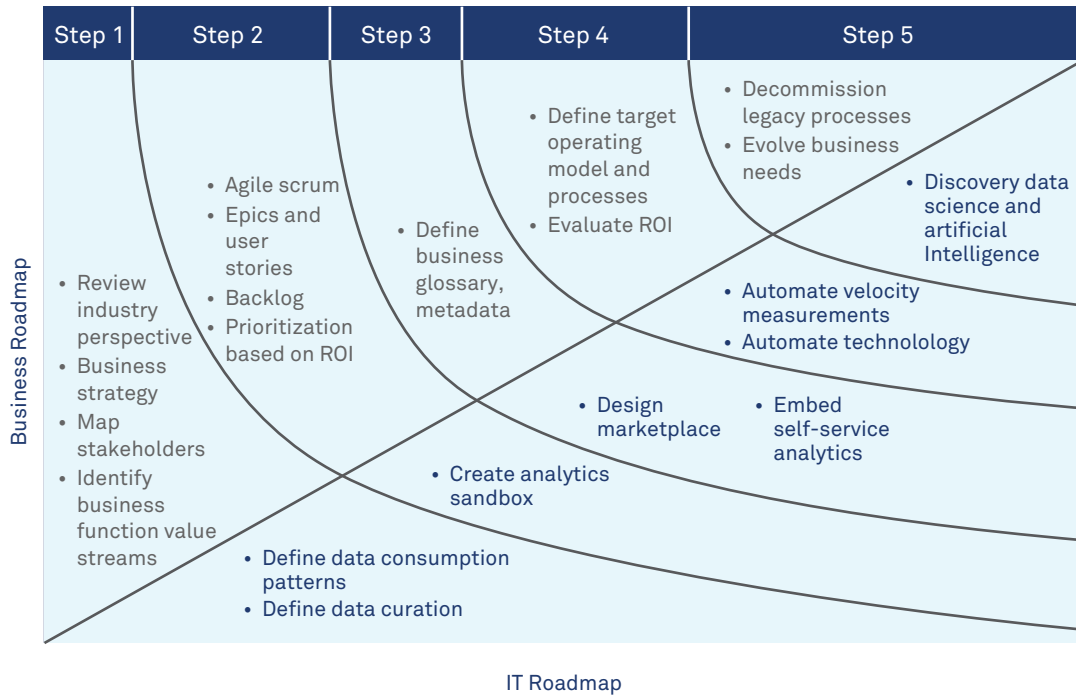 Step 1
Step 2
Step 3
Step 4
Step 5
Business Roadmap
• Review
industry
perspective
• Business
strategy
• Map
stakeholders
• Identify
business
function value
streams
• Agile scrum
• Epics and
user
stories
• Backlog
• Prioritization
based on ROI
• Define
business
glossary,
metadata
• Define target
operating
model and
processes
• Evaluate ROI
• Decommission
legacy processes
• Evolve business
needs
• Define data consumption
patterns
• Define data curation
• Create analytics
sandbox
• Design
marketplace
• Embed
self-service
analytics
• Automate velocity
measurements
• Automate technolology
• Discovery data
science and
artificial
Intelligence
IT Roadmap